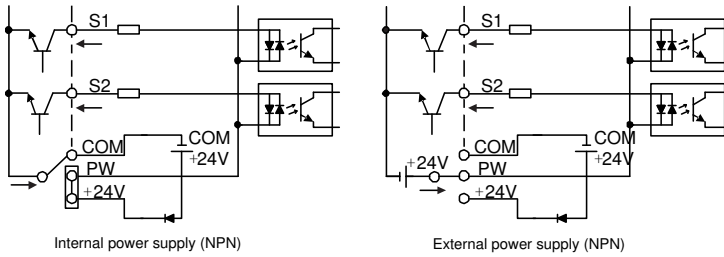 S1
S2
COM
COM
+24V
PW
+24V
Internal power supply (NPN)
S1
S2
COM
COM
+24V
+24V
PW
+24V
External power supply (NPN)